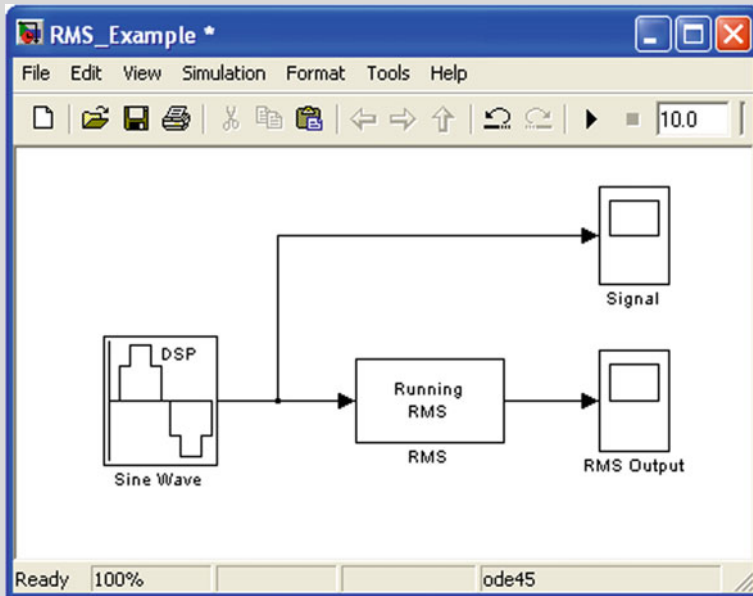 RMS_Example *
File Edit View Simulation Format Tools Help
10.0
Signal
DSP
Sine Wave
Running
RMS
RMS
RMS Output
Ready 100% ode45